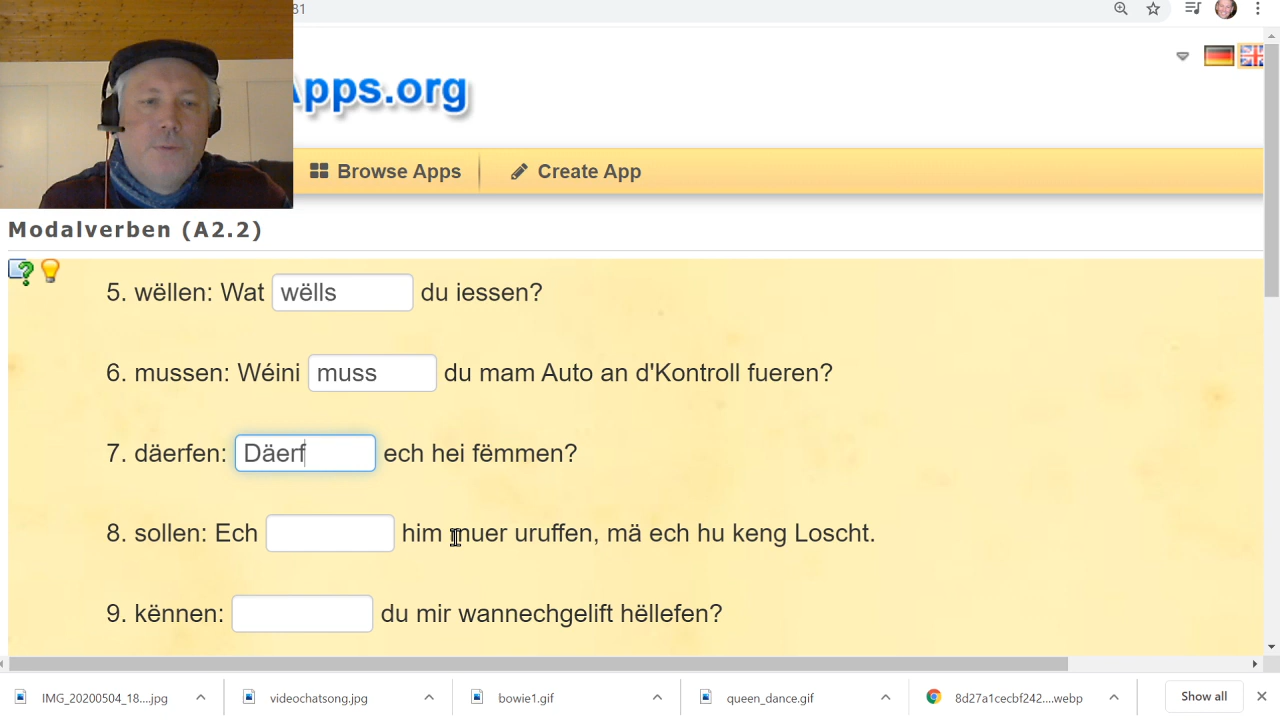 31
Apps.org
Browse Apps
Create App
Modalverben (A2.2)
5. wëllen: Wat wëlls du iessen?
6. mussen: Wéini muss du mam Auto an d'Kontroll fueren?
7. däerfen: Däerf ech hei fëmmen?
8. sollen: Ech him muer uruffen, mä ech hu keng Loscht.
9. kënnen: du mir wannechgelift hëllefen?
IMG_20200504_18....jpg
videochatsong.jpg
bowie1.gif
queen_dance.gif
8d27a1cecbf242....webp
Show all